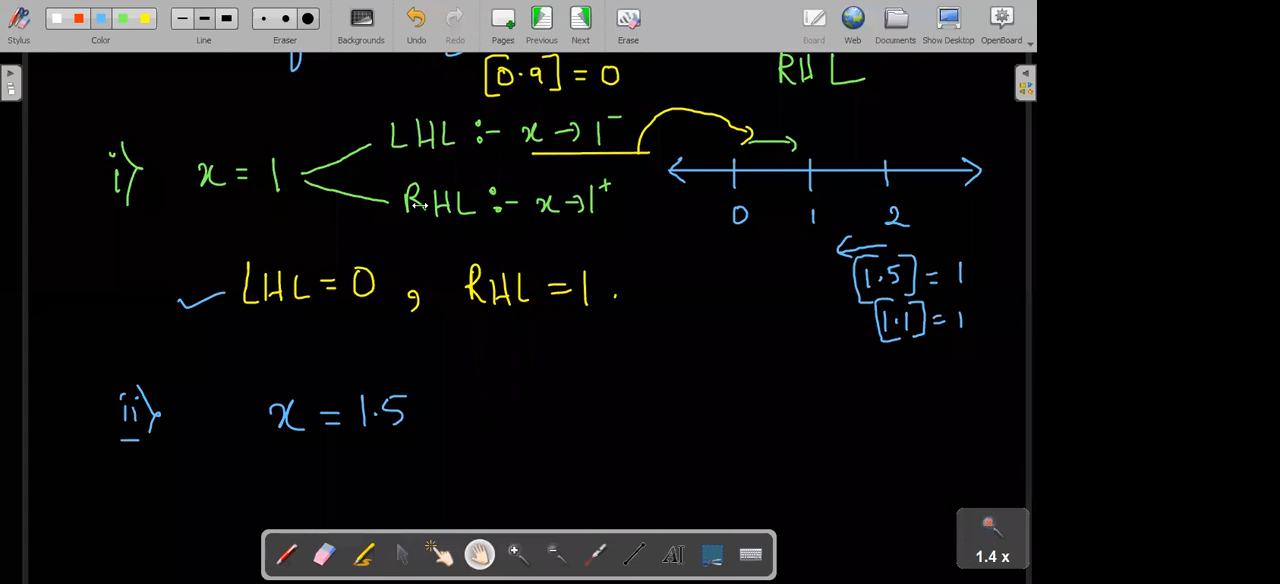 Stylus Color Line Eraser Backgrounds Undo Redo Pages Previous Next Erase Board Web Documents Show Desktop OpenBoard
[0.9] = 0
RHL
i) x = 1
LHL :- x → 1⁻
RHL :- x → 1⁺
0 1 2
[1.5] = 1
[1.1] = 1
LHL = 0 , RHL = 1 .
ii) x = 1.5
1.4 x